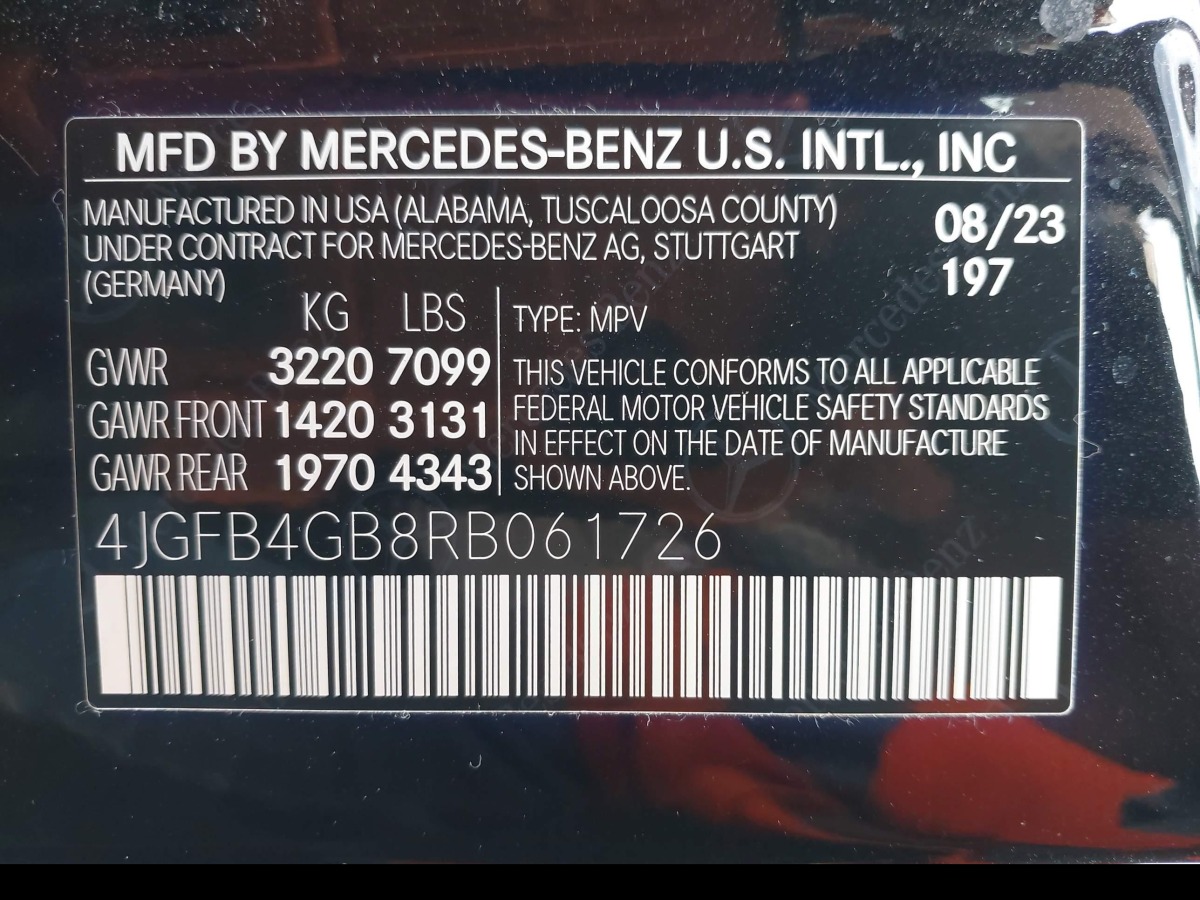 MFD BY MERCEDES-BENZ U.S. INTL., INC
MANUFACTURED IN USA (ALABAMA, TUSCALOOSA COUNTY)
UNDER CONTRACT FOR MERCEDES-BENZ AG, STUTTGART
(GERMANY)
08/23
197
KG LBS
GVWR 3220 7099
GAWR FRONT 1420 3131
GAWR REAR 1970 4343
TYPE: MPV
THIS VEHICLE CONFORMS TO ALL APPLICABLE
FEDERAL MOTOR VEHICLE SAFETY STANDARDS
IN EFFECT ON THE DATE OF MANUFACTURE
SHOWN ABOVE.
4JGFB4GB8RB061726